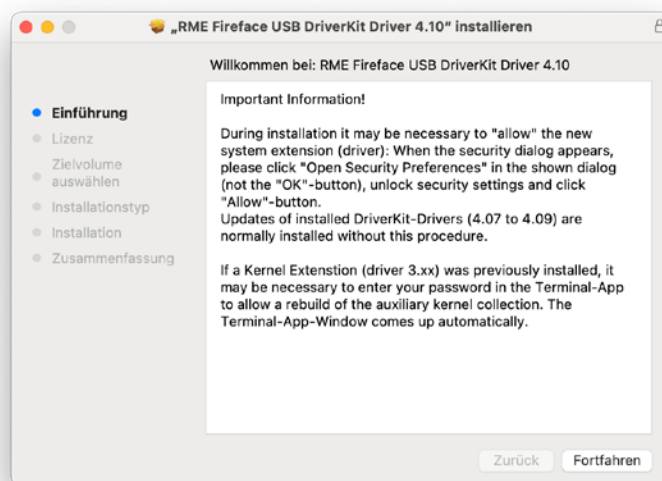 „RME Fireface USB DriverKit Driver 4.10“ installieren
Willkommen bei: RME Fireface USB DriverKit Driver 4.10
Einführung
Lizenz
Zielvolume
auswählen
Installationstyp
Installation
Zusammenfassung
Important Information!
During installation it may be necessary to "allow" the new
system extension (driver): When the security dialog appears,
please click "Open Security Preferences" in the shown dialog
(not the "OK"-button), unlock security settings and click
"Allow"-button.
Updates of installed DriverKit-Drivers (4.07 to 4.09) are
normally installed without this procedure.
If a Kernel Extenstion (driver 3.xx) was previously installed, it
may be necessary to enter your password in the Terminal-App
to allow a rebuild of the auxiliary kernel collection. The
Terminal-App-Window comes up automatically.
Zurück
Fortfahren